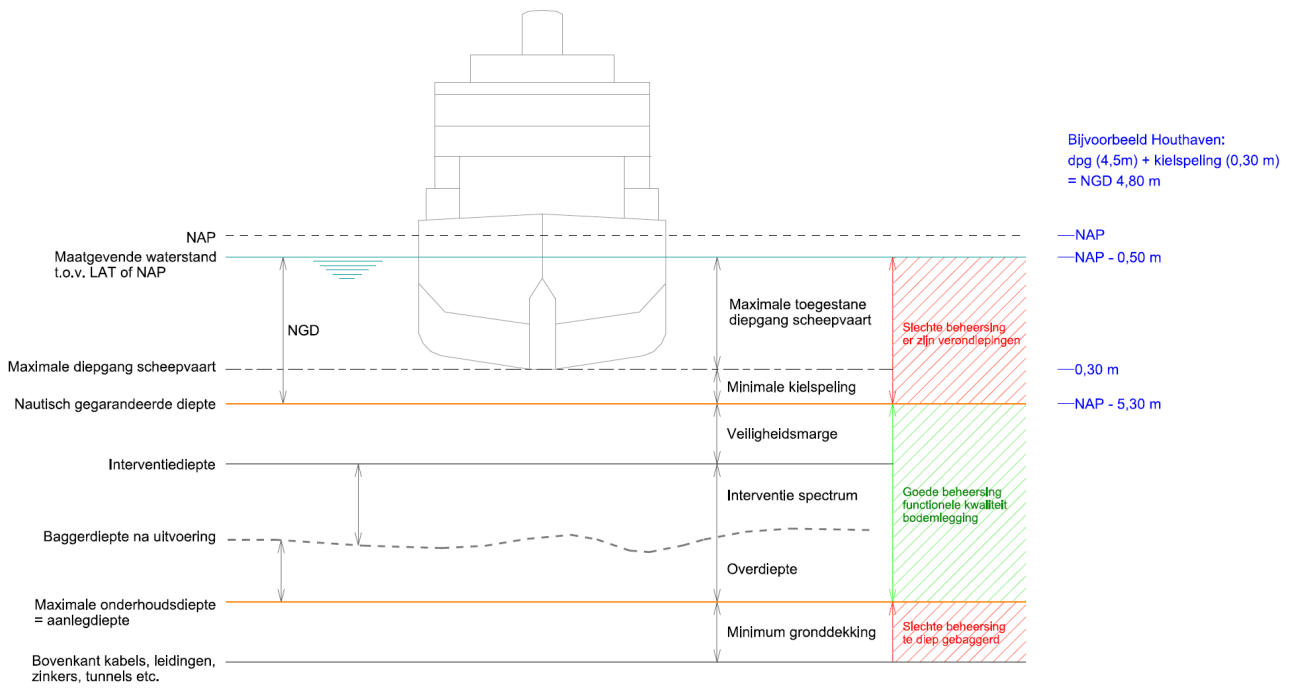 Bijvoorbeeld Houthaven:
dpg (4,5m) + kielspeling (0,30 m)
= NGD 4,80 m
NAP
NAP
Maatgevende waterstand
t.o.v. LAT of NAP
NAP - 0,50 m
NGD
Maximale toegestane
diepgang scheepvaart
Slechte beheersing
er zijn verondiepingen
Maximale diepgang scheepvaart
0,30 m
Minimale kielspeling
Nautisch gegarandeerde diepte
NAP - 5,30 m
Veiligheidsmarge
Interventiediepte
Interventie spectrum
Goede beheersing
functionele kwaliteit
bodemlegging
Baggerdiepte na uitvoering
Overdiepte
Maximale onderhoudsdiepte
= aanlegdiepte
Minimum gronddekking
Slechte beheersing
te diep gebaggerd
Bovenkant kabels, leidingen,
zinkers, tunnels etc.